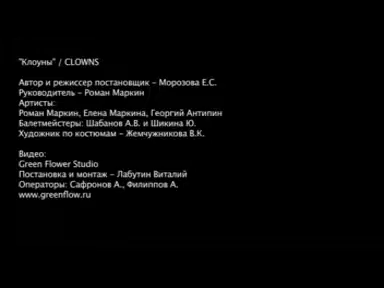 "Клоуны" / CLOWNS
Автор и режиссер постановщик – Морозова Е.С.
Руководитель – Роман Маркин
Артисты:
Роман Маркин, Елена Маркина, Георгий Антипин
Балетмейстеры: Шабанов А.В. и Шикина Ю.
Художник по костюмам – Жемчужникова В.К.
Видео:
Green Flower Studio
Постановка и монтаж – Лабутин Виталий
Операторы: Сафронов А., Филиппов А.
www.greenflow.ru